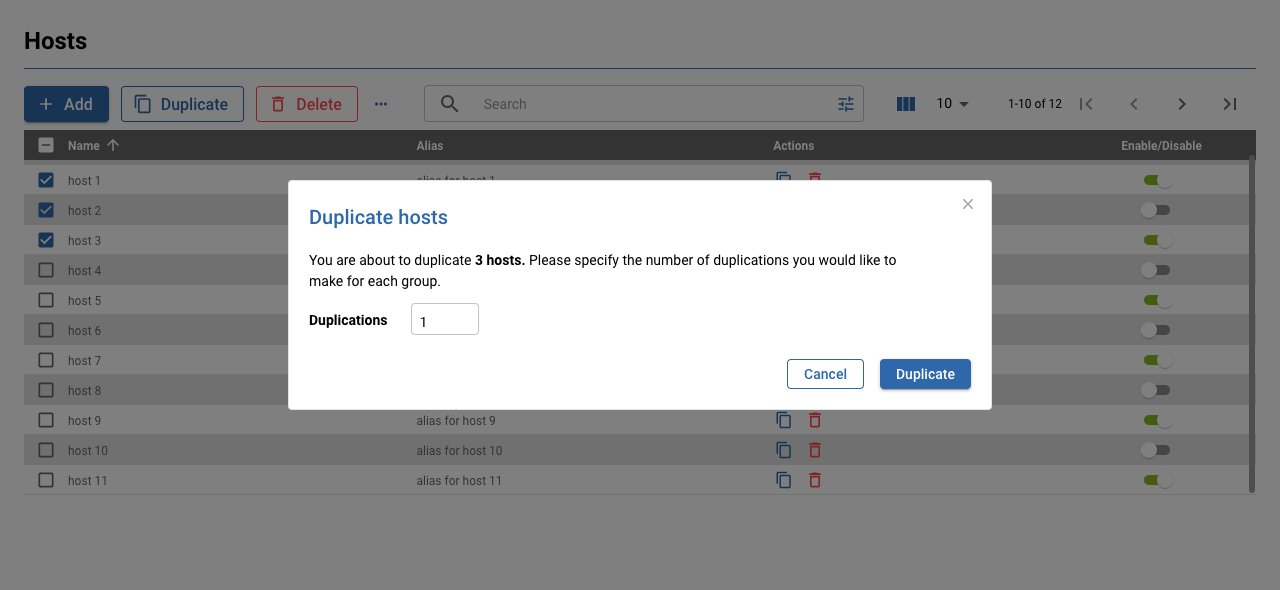 Hosts
Add Duplicate Delete Search 10 1-10 of 12
Name Alias Actions Enable/Disable
host 1 alias for host 1
host 2
host 3
host 4
host 5
host 6
host 7
host 8
host 9 alias for host 9
host 10 alias for host 10
host 11 alias for host 11
Duplicate hosts
You are about to duplicate 3 hosts. Please specify the number of duplications you would like to
make for each group.
Duplications 1
Cancel Duplicate